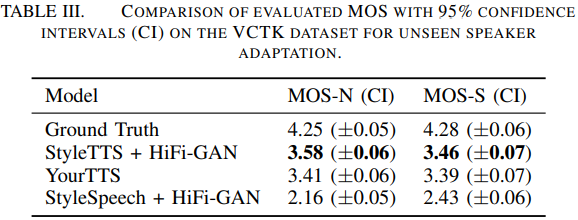 TABLE III. COMPARISON OF EVALUATED MOS WITH 95% CONFIDENCE
INTERVALS (CI) ON THE VCTK DATASET FOR UNSEEN SPEAKER
ADAPTATION.
Model MOS-N (CI) MOS-S (CI)
Ground Truth 4.25 (±0.05) 4.28 (±0.06)
StyleTTS + HiFi-GAN 3.58 (±0.06) 3.46 (±0.07)
YourTTS 3.41 (±0.06) 3.39 (±0.07)
StyleSpeech + HiFi-GAN 2.16 (±0.05) 2.43 (±0.06)